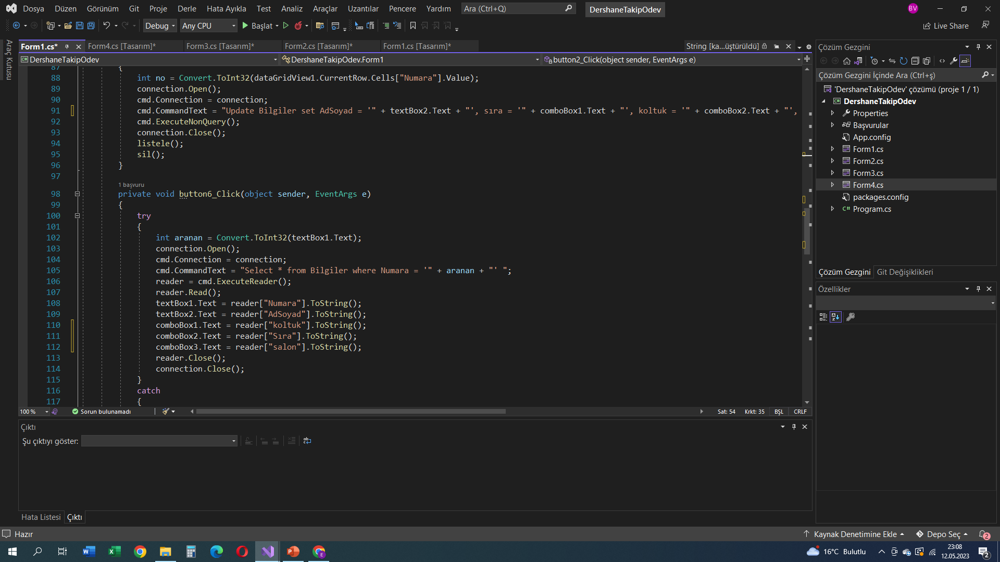 Dosya Düzen Görünüm Git Proje Derle Hata Ayıkla Test Analiz Araçlar Uzantılar Pencere Yardım Ara (Ctrl+Q) DershaneTakipOdev BV
Debug Any CPU Başlat Live Share
Araç Kutusu
Form1.cs* Form4.cs [Tasarım]* Form3.cs [Tasarım]* Form2.cs [Tasarım]* Form1.cs [Tasarım]* String [ka...üştürüldü]
DershaneTakipOdev DershaneTakipOdev.Form1 button2_Click(object sender, EventArgs e)
87 {
88 int no = Convert.ToInt32(dataGridView1.CurrentRow.Cells["Numara"].Value);
89 connection.Open();
90 cmd.Connection = connection;
91 cmd.CommandText = "Update Bilgiler set AdSoyad = '" + textBox2.Text + "', sıra = '" + comboBox1.Text + "', koltuk = '" + comboBox2.Text + "',
92 cmd.ExecuteNonQuery();
93 connection.Close();
94 listele();
95 sil();
96 }
97
1 başvuru
98 private void button6_Click(object sender, EventArgs e)
99 {
100 try
101 {
102 int aranan = Convert.ToInt32(textBox1.Text);
103 connection.Open();
104 cmd.Connection = connection;
105 cmd.CommandText = "Select * from Bilgiler where Numara = '" + aranan + "' ";
106 reader = cmd.ExecuteReader();
107 reader.Read();
108 textBox1.Text = reader["Numara"].ToString();
109 textBox2.Text = reader["AdSoyad"].ToString();
110 comboBox1.Text = reader["koltuk"].ToString();
111 comboBox2.Text = reader["Sıra"].ToString();
112 comboBox3.Text = reader["salon"].ToString();
113 reader.Close();
114 connection.Close();
115 }
116 catch
117 {
100 % Sorun bulunamadı Sat: 54 Krkt: 35 BŞL CRLF
Çıktı
Şu çıktıyı göster:
Hata Listesi Çıktı
Çözüm Gezgini
Çözüm Gezgini İçinde Ara (Ctrl+ş)
'DershaneTakipOdev' çözümü (proje 1 / 1)
C# DershaneTakipOdev
Properties
Başvurular
App.config
Form1.cs
Form2.cs
Form3.cs
Form4.cs
packages.config
C# Program.cs
Çözüm Gezgini Git Değişiklikleri
Özellikler
Hazır Kaynak Denetimine Ekle Depo Seç 2
16°C Bulutlu 23:08
12.05.2023 2